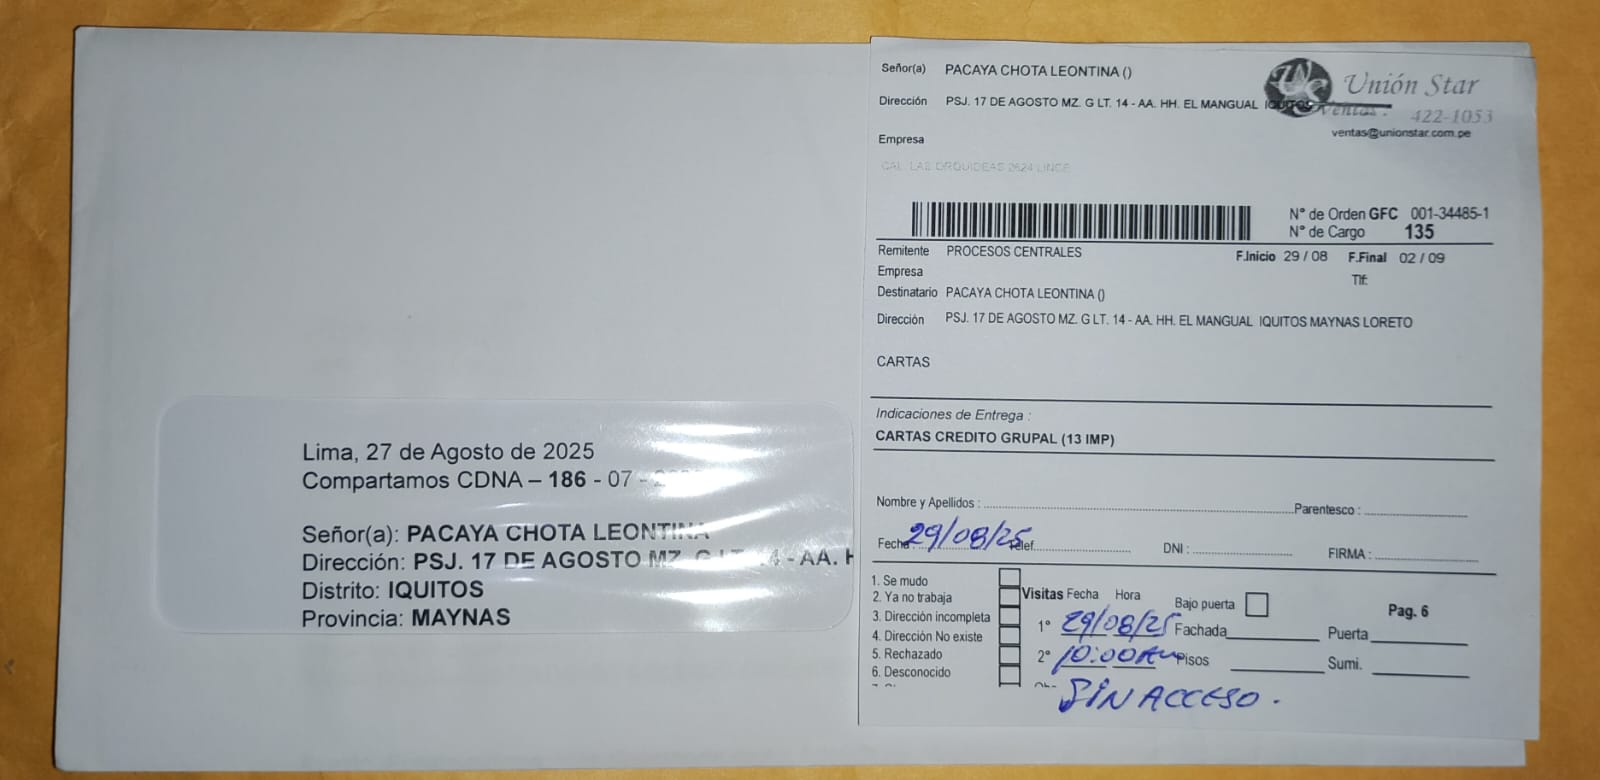 Lima, 27 de Agosto de 2025
Compartamos CDNA – 186 - 07 -
Señor(a): PACAYA CHOTA LEONTINA
Dirección: PSJ. 17 DE AGOSTO MZ. G LT. 14 - AA. H
Distrito: IQUITOS
Provincia: MAYNAS
Señor(a) PACAYA CHOTA LEONTINA ()
Unión Star
Dirección PSJ. 17 DE AGOSTO MZ. G LT. 14 - AA. HH. EL MANGUAL IQUITOS
Ventas : 422-1053
ventas@unionstar.com.pe
Empresa
CAL. LAS ORQUIDEAS 2624 LINCE
N° de Orden GFC 001-34485-1
N° de Cargo 135
Remitente PROCESOS CENTRALES
F.Inicio 29 / 08 F.Final 02 / 09
Empresa
Tlf:
Destinatario PACAYA CHOTA LEONTINA ()
Dirección PSJ. 17 DE AGOSTO MZ. G LT. 14 - AA. HH. EL MANGUAL IQUITOS MAYNAS LORETO
CARTAS
Indicaciones de Entrega :
CARTAS CREDITO GRUPAL (13 IMP)
Nombre y Apellidos : Parentesco :
Fecha 29/08/25 Telef. DNI : FIRMA :
1. Se mudo
2. Ya no trabaja
3. Dirección incompleta
4. Dirección No existe
5. Rechazado
6. Desconocido
Visitas Fecha Hora Bajo puerta Pag. 6
1° 29/08/25 Fachada Puerta
2° 10:00AM Pisos Sumi.
SIN ACCESO.